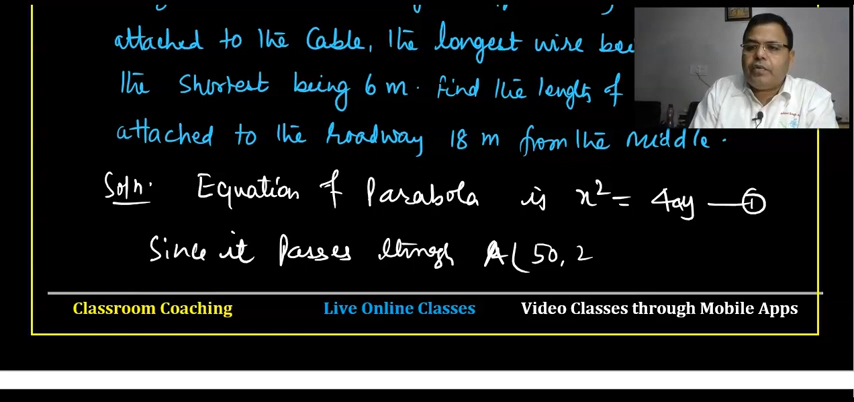 attached to the Cable, the longest wire
the shortest being 6 m. find the length of
attached to the Roadway 18 m from the middle.
Soln. Equation of Parabola is x² = 4ay — ①
Since it Passes through A(50, 2
Classroom Coaching Live Online Classes Video Classes through Mobile Apps